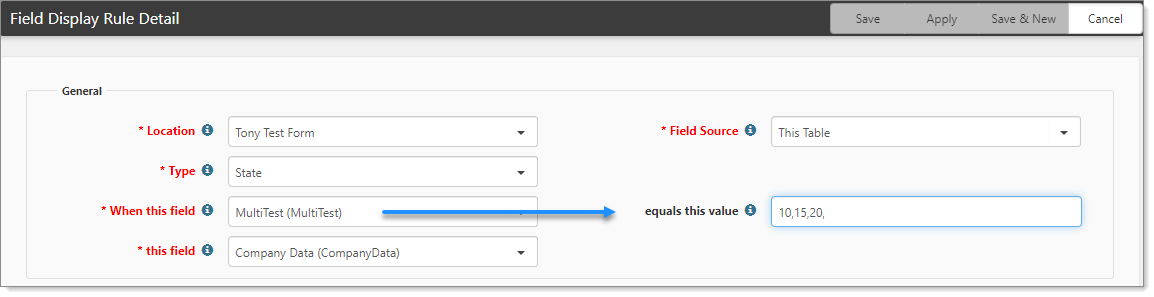 Field Display Rule Detail Save Apply Save & New Cancel
General
* Location Tony Test Form * Field Source This Table
* Type State
* When this field MultiTest (MultiTest) equals this value 10,15,20,
* this field Company Data (CompanyData)